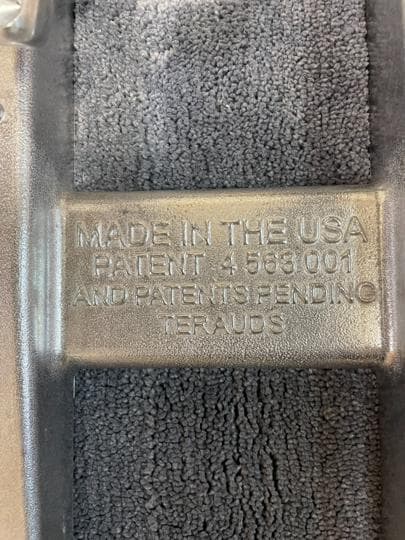 MADE IN THE USA
PATENT 4 563 001
AND PATENTS PENDING
TERAUDS